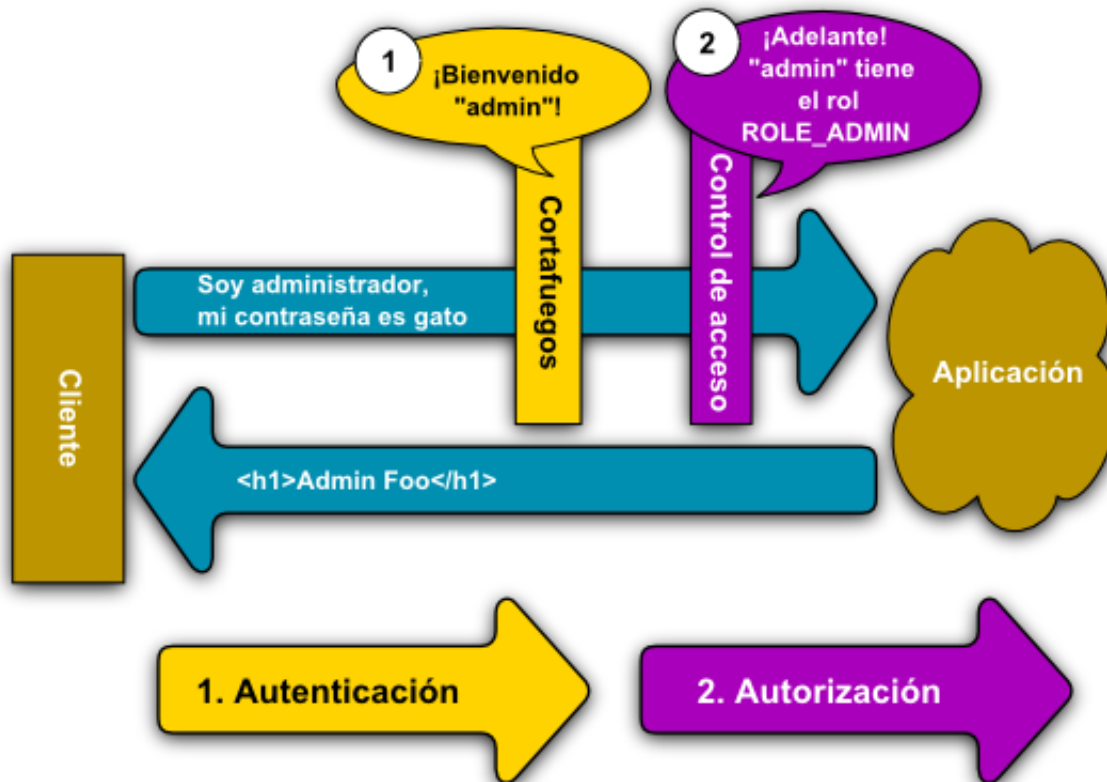 1
¡Bienvenido
"admin"!
2
¡Adelante!
"admin" tiene
el rol
ROLE_ADMIN
Cortafuegos
Control de acceso
Soy administrador,
mi contraseña es gato
Cliente
Aplicación
<h1>Admin Foo</h1>
1. Autenticación
2. Autorización